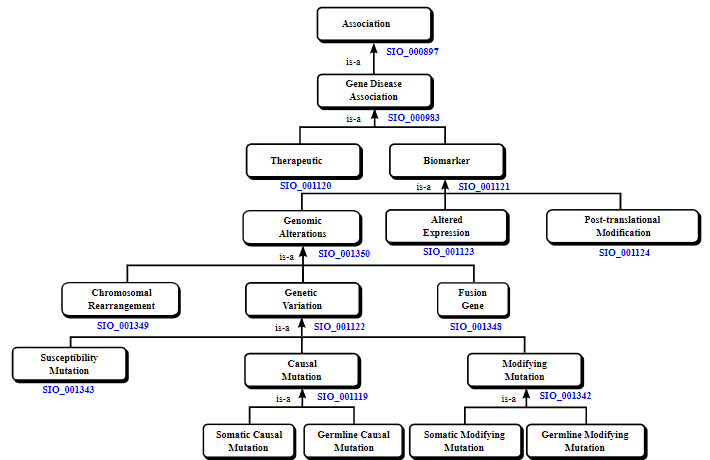 Association
SIO_000897
is-a
Gene Disease
Association
SIO_000983
is-a
Therapeutic
Biomarker
SIO_001120
SIO_001121
is-a
Genomic
Alterations
Altered
Expression
Post-translational
Modification
SIO_001350
SIO_001123
SIO_001124
is-a
Chromosomal
Rearrangement
Genetic
Variation
Fusion
Gene
SIO_001349
SIO_001122
SIO_001348
is-a
Susceptibility
Mutation
Causal
Mutation
Modifying
Mutation
SIO_001343
SIO_001119
SIO_001342
is-a
is-a
Somatic Causal
Mutation
Germline Causal
Mutation
Somatic Modifying
Mutation
Germline Modifying
Mutation